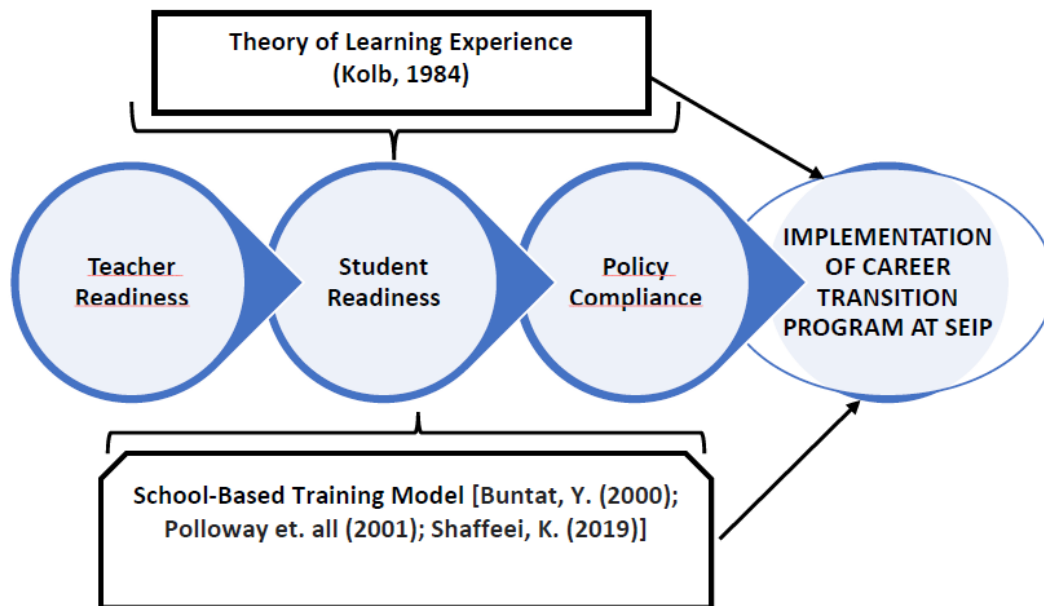 Theory of Learning Experience
(Kolb, 1984)
Teacher
Readiness
Student
Readiness
Policy
Compliance
IMPLEMENTATION
OF CAREER
TRANSITION
PROGRAM AT SEIP
School-Based Training Model [Buntat, Y. (2000);
Polloway et. all (2001); Shaffeei, K. (2019)]